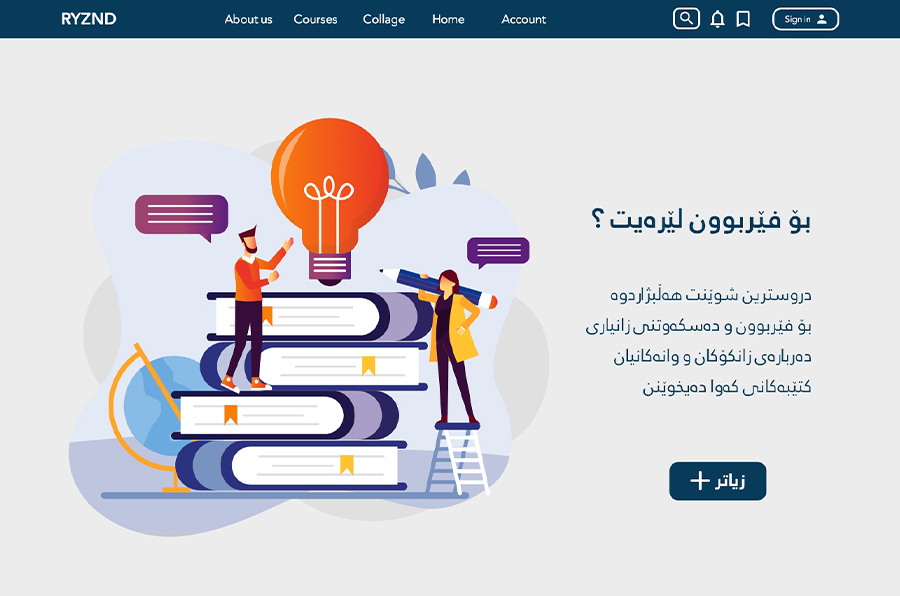 RYZND
About us
Courses
Collage
Home
Account
Sign in
بۆ فێربوون لێرەیت ؟
دروسترین شوێنت هەڵبژاردوە
بۆ فێربوون و دەسکەوتنی زانیاری
دەربارەی زانکۆکان و وانەکانیان
کتێبەکانی کەوا دەیخوێنن
زیاتر +